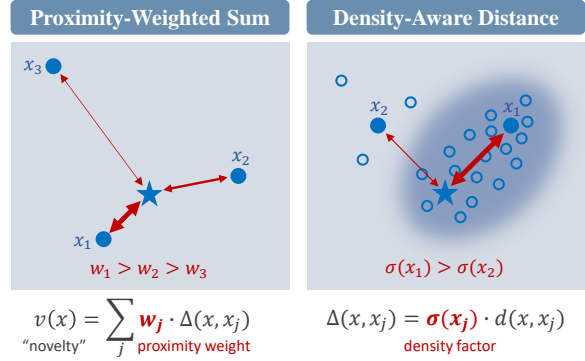 Proximity-Weighted Sum
x₃
x₂
x₁
w₁ > w₂ > w₃
v(x) = ∑ⱼ wⱼ · Δ(x, xⱼ)
“novelty” proximity weight
Density-Aware Distance
x₂
x₁
σ(x₁) > σ(x₂)
Δ(x, xⱼ) = σ(xⱼ) · d(x, xⱼ)
density factor